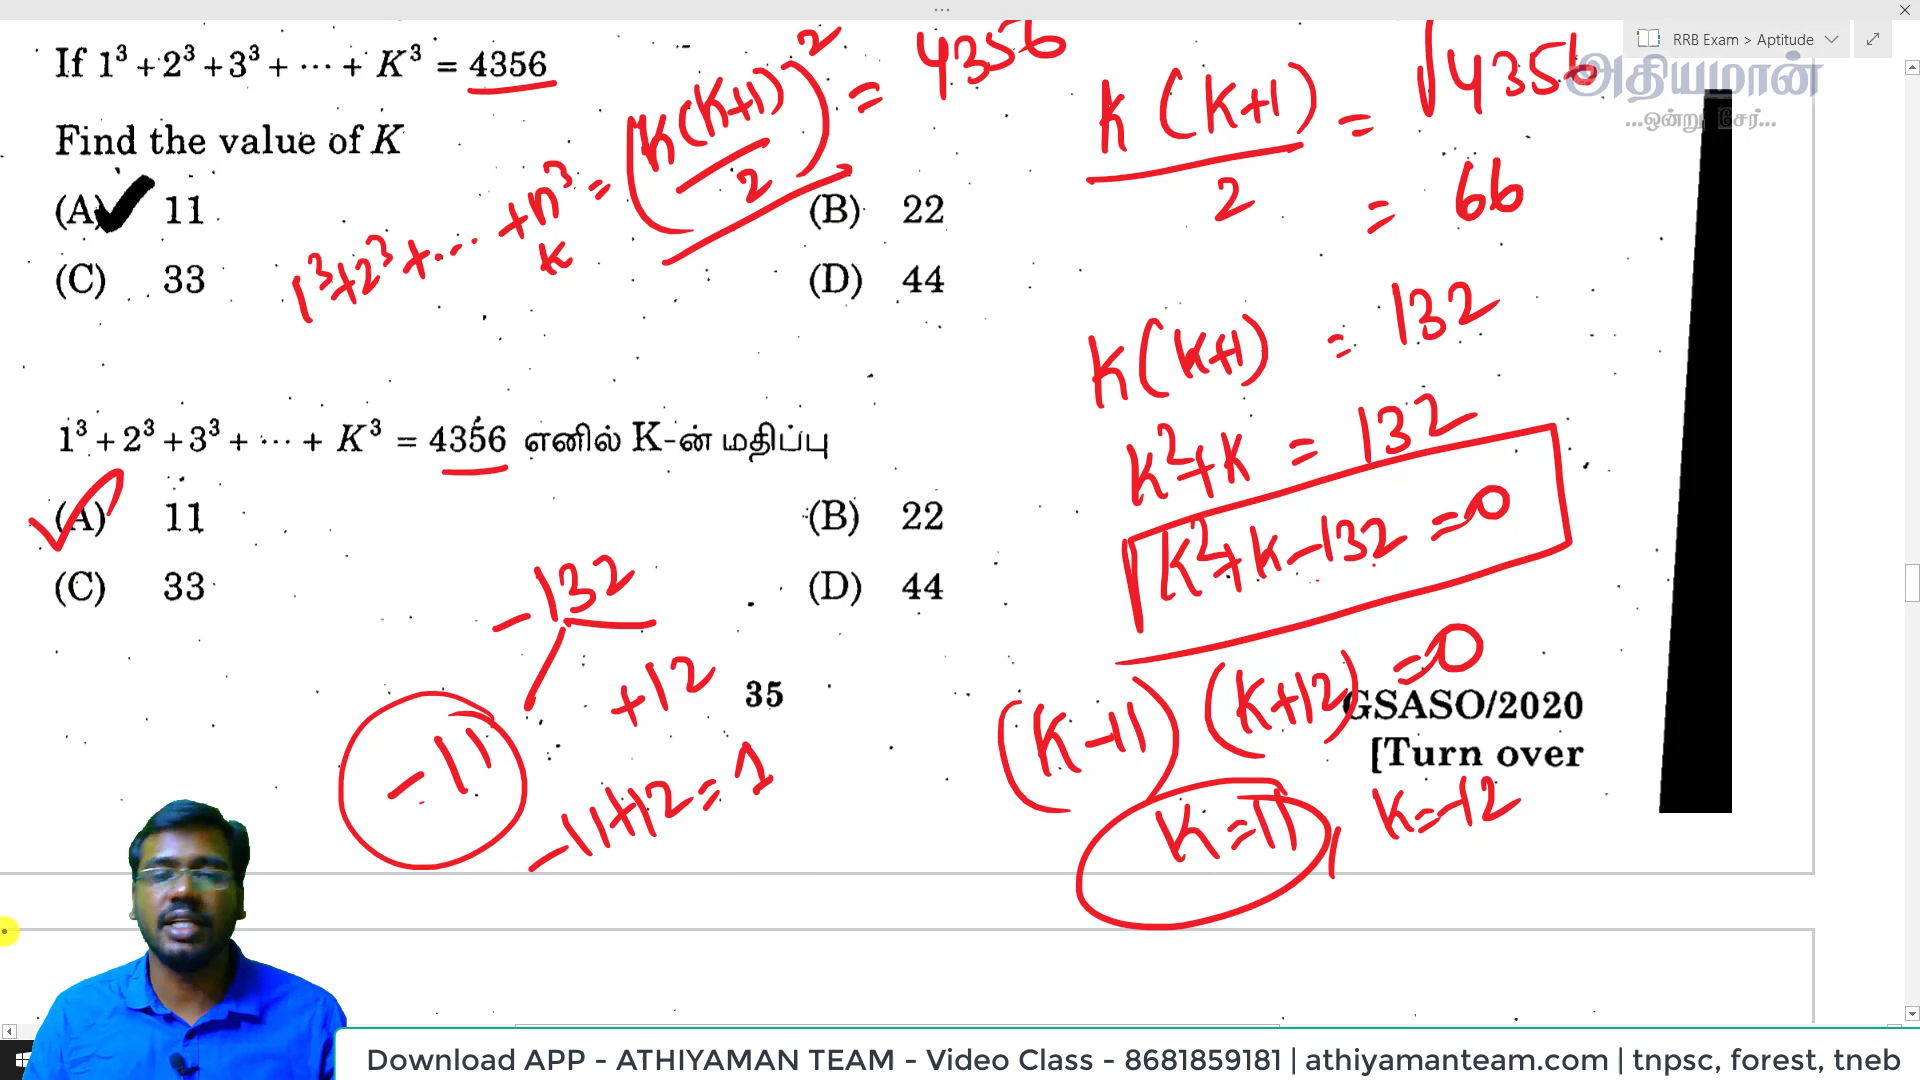 RRB Exam > Aptitude
அதியமான்
...ஒன்று சேர்...
If 1³ + 2³ + 3³ + ⋯ + K³ = 4356
Find the value of K
(A) 11
(B) 22
(C) 33
(D) 44
1³+2³+... +n³ = (K(K+1)/2)² = 4356
K
K(K+1)/2 = √4356
= 66
K(K+1) = 132
K²+K = 132
K²+K-132 =0
(K-11) (K+12) =0
K=11, K=-12
1³ + 2³ + 3³ + ⋯ + K³ = 4356 எனில் K-ன் மதிப்பு
(A) 11
(B) 22
(C) 33
(D) 44
-132
-11 +12
-11+12=1
35
GSASO/2020
[Turn over
Download APP - ATHIYAMAN TEAM - Video Class - 8681859181 | athiyamanteam.com | tnpsc, forest, tneb